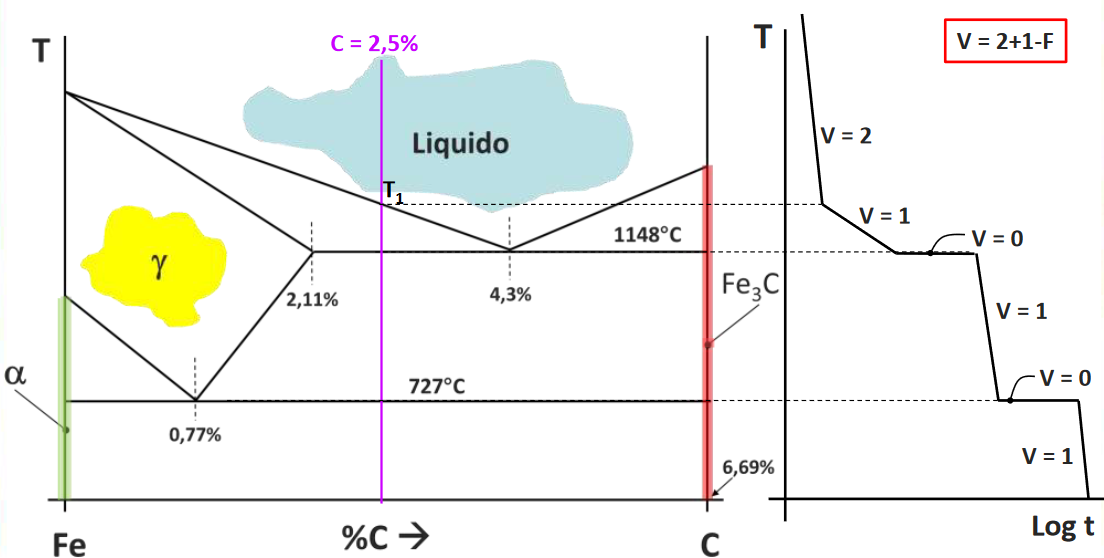 T
C = 2,5%
Liquido
T₁
γ
1148°C
2,11%
4,3%
Fe₃C
α
727°C
0,77%
6,69%
Fe
%C →
C
T
V = 2+1-F
V = 2
V = 1
V = 0
V = 1
V = 0
V = 1
Log t